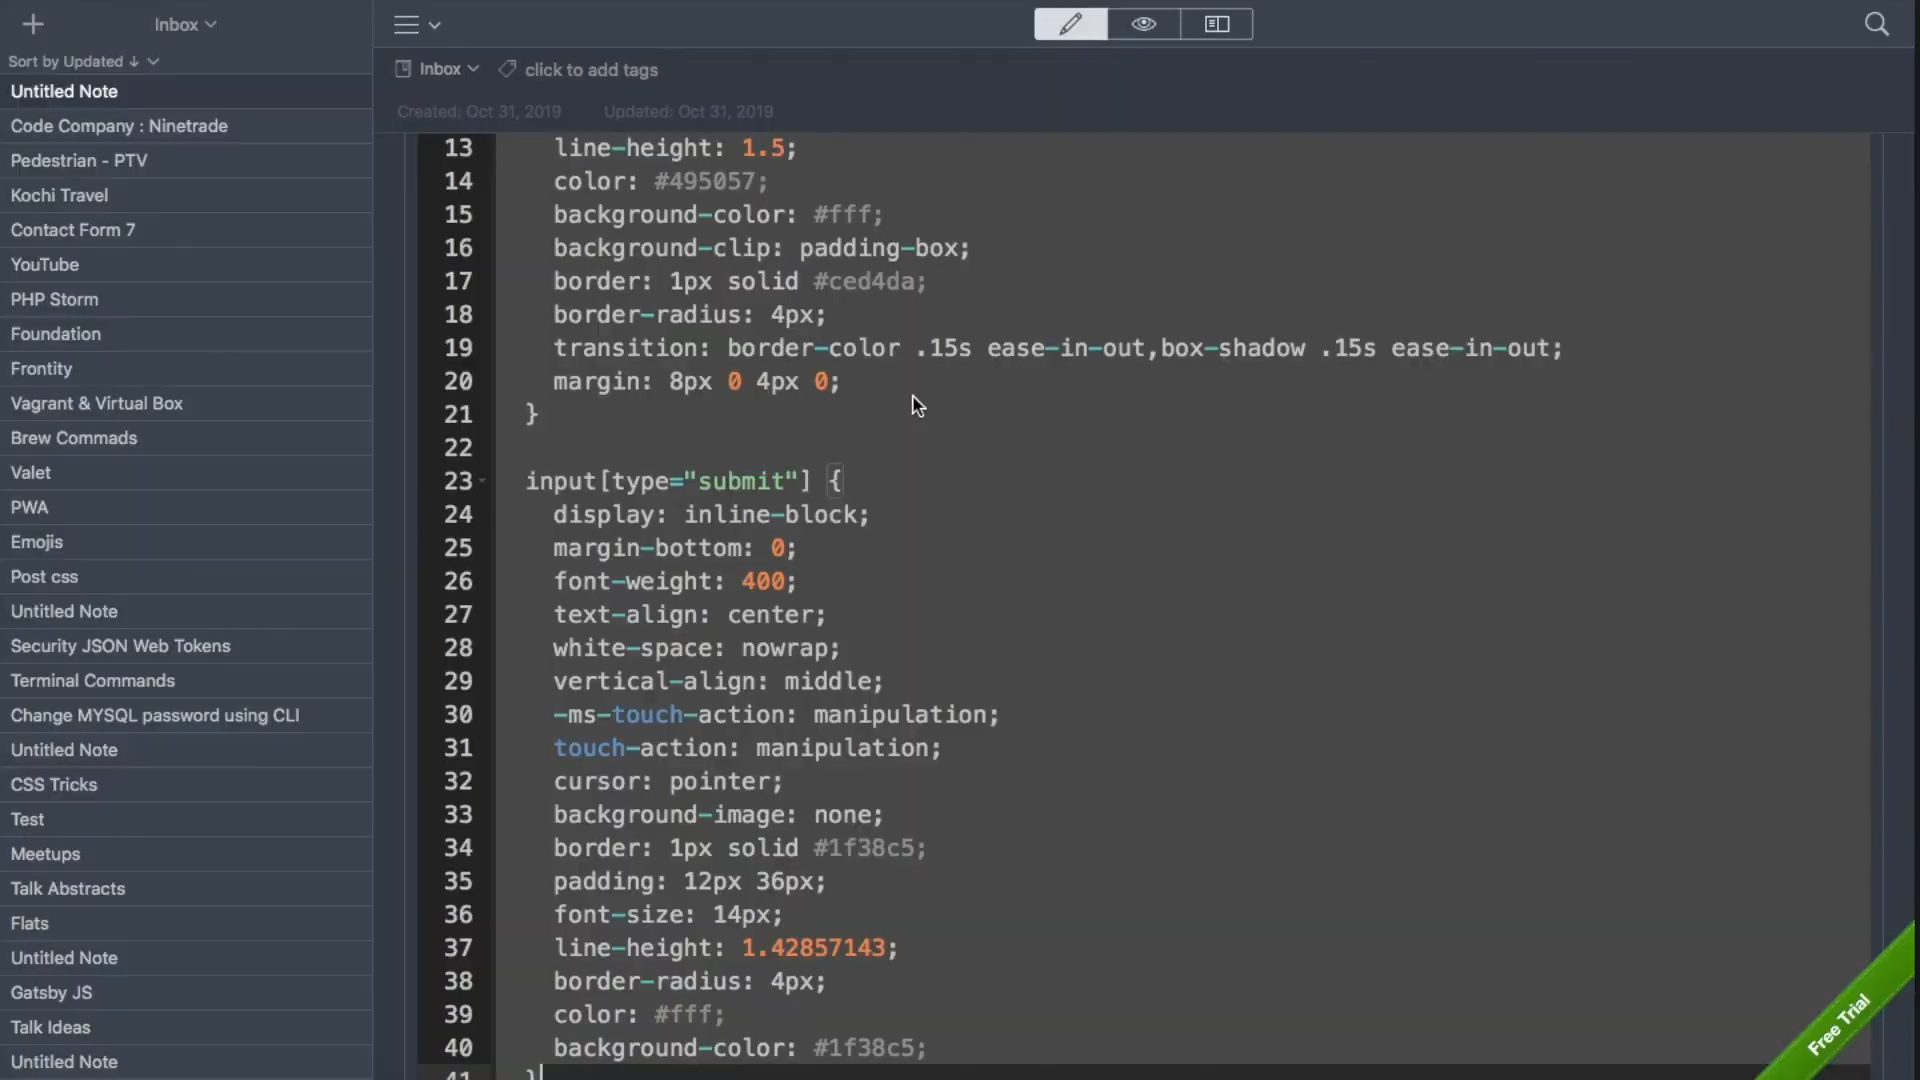 Inbox
Sort by Updated ↓
Untitled Note
Code Company : Ninetrade
Pedestrian - PTV
Kochi Travel
Contact Form 7
YouTube
PHP Storm
Foundation
Frontity
Vagrant & Virtual Box
Brew Commads
Valet
PWA
Emojis
Post css
Untitled Note
Security JSON Web Tokens
Terminal Commands
Change MYSQL password using CLI
Untitled Note
CSS Tricks
Test
Meetups
Talk Abstracts
Flats
Untitled Note
Gatsby JS
Talk Ideas
Untitled Note
Inbox click to add tags
Created: Oct 31, 2019 Updated: Oct 31, 2019
13 line-height: 1.5;
14 color: #495057;
15 background-color: #fff;
16 background-clip: padding-box;
17 border: 1px solid #ced4da;
18 border-radius: 4px;
19 transition: border-color .15s ease-in-out,box-shadow .15s ease-in-out;
20 margin: 8px 0 4px 0;
21 }
22
23 input[type="submit"] {
24 display: inline-block;
25 margin-bottom: 0;
26 font-weight: 400;
27 text-align: center;
28 white-space: nowrap;
29 vertical-align: middle;
30 -ms-touch-action: manipulation;
31 touch-action: manipulation;
32 cursor: pointer;
33 background-image: none;
34 border: 1px solid #1f38c5;
35 padding: 12px 36px;
36 font-size: 14px;
37 line-height: 1.42857143;
38 border-radius: 4px;
39 color: #fff;
40 background-color: #1f38c5;
41 }
Free Trial